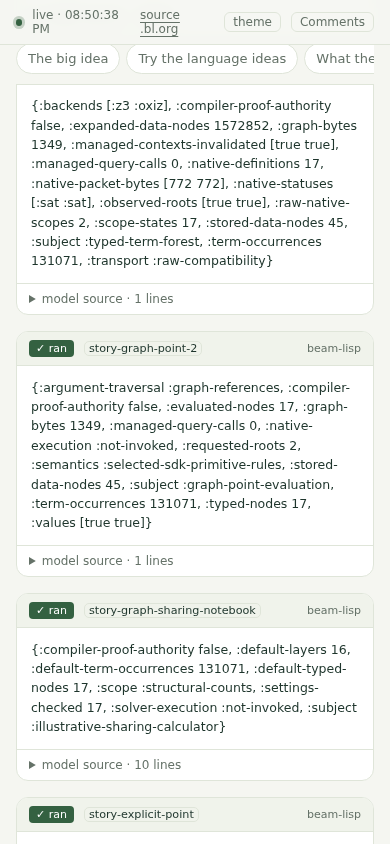 live · 08:50:38 PM
source .bl.org
theme
Comments
The big idea
Try the language ideas
What the
{:backends [:z3 :oxiz], :compiler-proof-authority
false, :expanded-data-nodes 1572852, :graph-bytes
1349, :managed-contexts-invalidated [true true],
:managed-query-calls 0, :native-definitions 17,
:native-packet-bytes [772 772], :native-statuses
[:sat :sat], :observed-roots [true true], :raw-native-
scopes 2, :scope-states 17, :stored-data-nodes 45,
:subject :typed-term-forest, :term-occurrences
131071, :transport :raw-compatibility}
▶ model source · 1 lines
✓ ran story-graph-point-2 beam-lisp
{:argument-traversal :graph-references, :compiler-
proof-authority false, :evaluated-nodes 17, :graph-
bytes 1349, :managed-query-calls 0, :native-
execution :not-invoked, :requested-roots 2,
:semantics :selected-sdk-primitive-rules, :stored-
data-nodes 45, :subject :graph-point-evaluation,
:term-occurrences 131071, :typed-nodes 17,
:values [true true]}
▶ model source · 1 lines
✓ ran story-graph-sharing-notebook beam-lisp
{:compiler-proof-authority false, :default-layers 16,
:default-term-occurrences 131071, :default-typed-
nodes 17, :scope :structural-counts, :settings-
checked 17, :solver-execution :not-invoked, :subject
:illustrative-sharing-calculator}
▶ model source · 10 lines
✓ ran story-explicit-point beam-lisp